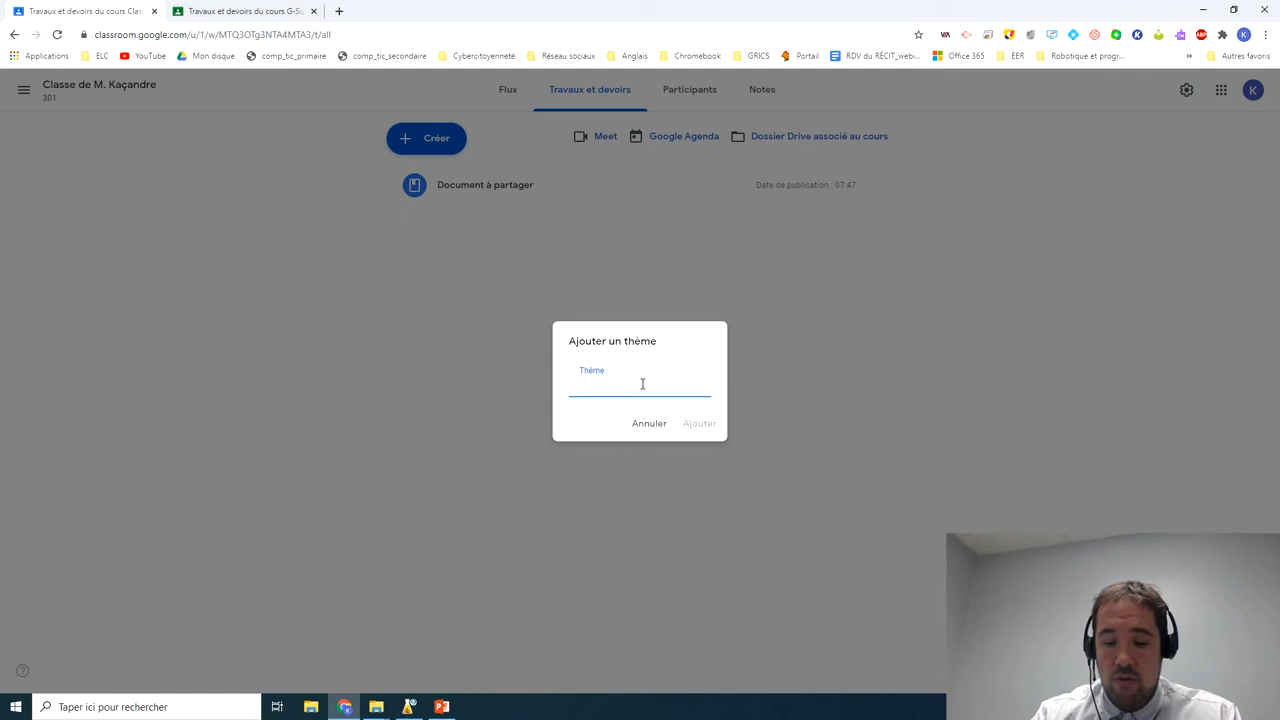 Travaux et devoirs du cours Clas
Travaux et devoirs du cours G-Su
classroom.google.com/u/1/w/MTQ3OTg3NTA4MTA3/t/all
K
Applications
ELC
YouTube
Mon disque
comp_tic_primaire
comp_tic_secondaire
Cybercitoyenneté
Réseau sociaux
Anglais
Chromebook
GRICS
Portail
RDV du RÉCIT_webi...
Office 365
ÉER
Robotique et progr...
»
Autres favoris
Classe de M. Kaçandre
301
Flux
Travaux et devoirs
Participants
Notes
K
Créer
Meet
Google Agenda
Dossier Drive associé au cours
Document à partager
Date de publication : 07:47
Ajouter un thème
Thème
Annuler
Ajouter
Taper ici pour rechercher